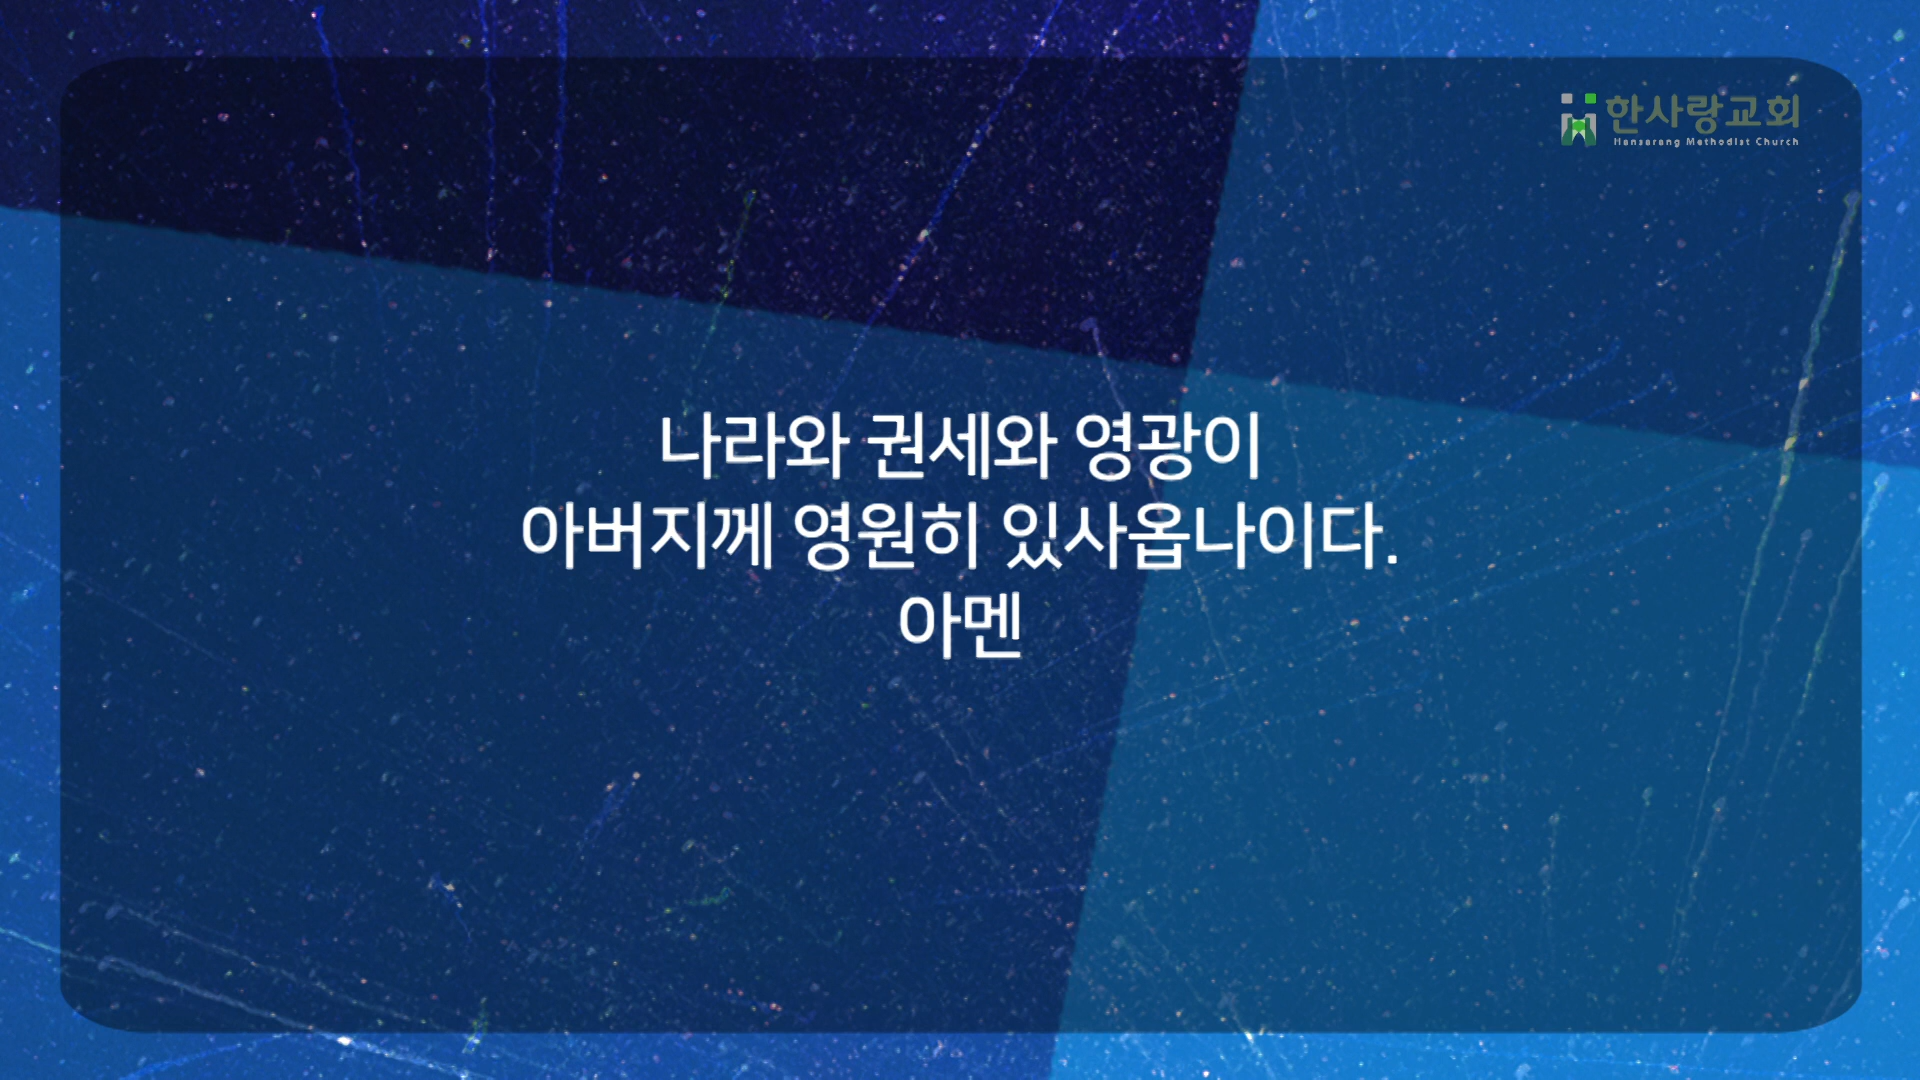 한사랑교회
Hansarang Methodist Church
나라와 권세와 영광이
아버지께 영원히 있사옵나이다.
아멘